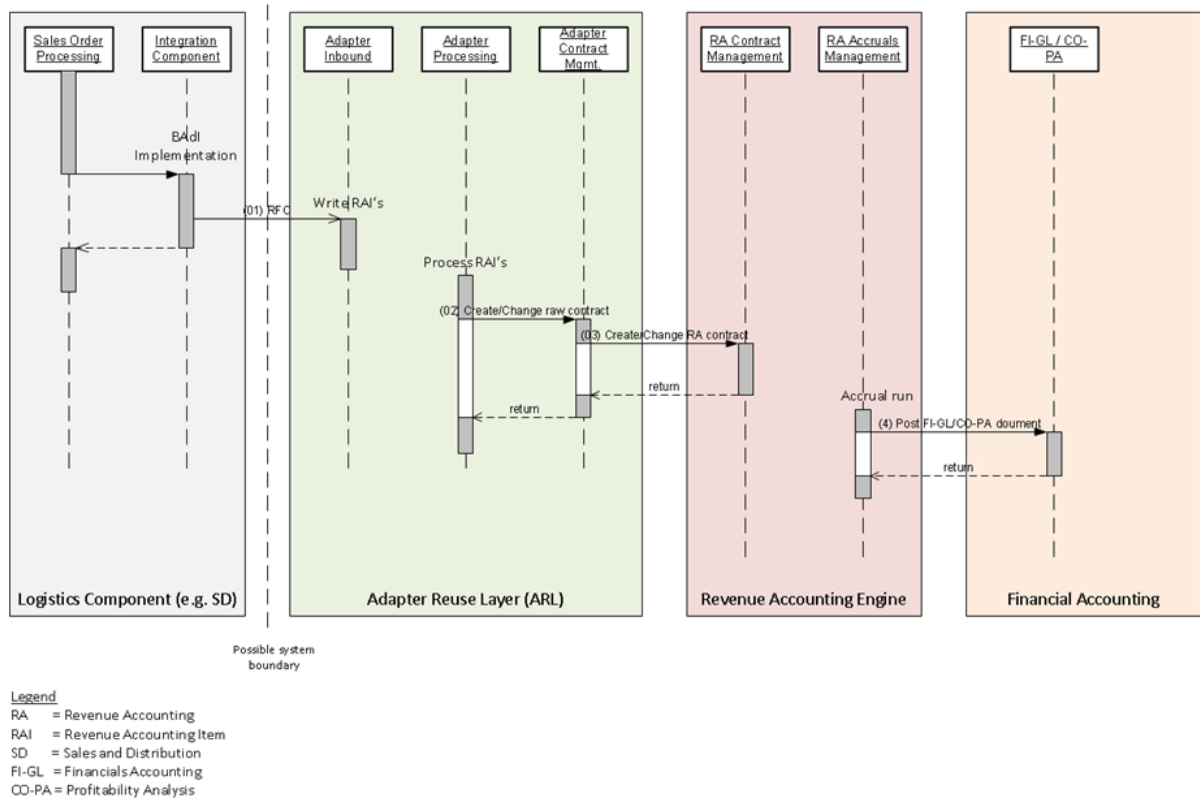 Sales Order
Processing
Integration
Component
Adapter
Inbound
Adapter
Processing
Adapter
Contract
Mgmt.
RA Contract
Management
RA Accruals
Management
FI-GL / CO-
PA
BAdI
Implementation
(01) RFC
Write RAI's
Process RAI's
(02) Create/Change raw contract
(03) Create/Change RA contract
return
return
Accrual run
(4) Post FI-GL/CO-PA doument
return
Logistics Component (e.g. SD)
Adapter Reuse Layer (ARL)
Revenue Accounting Engine
Financial Accounting
Possible system
boundary
Legend
RA = Revenue Accounting
RAI = Revenue Accounting Item
SD = Sales and Distribution
FI-GL = Financials Accounting
CO-PA = Profitability Analysis